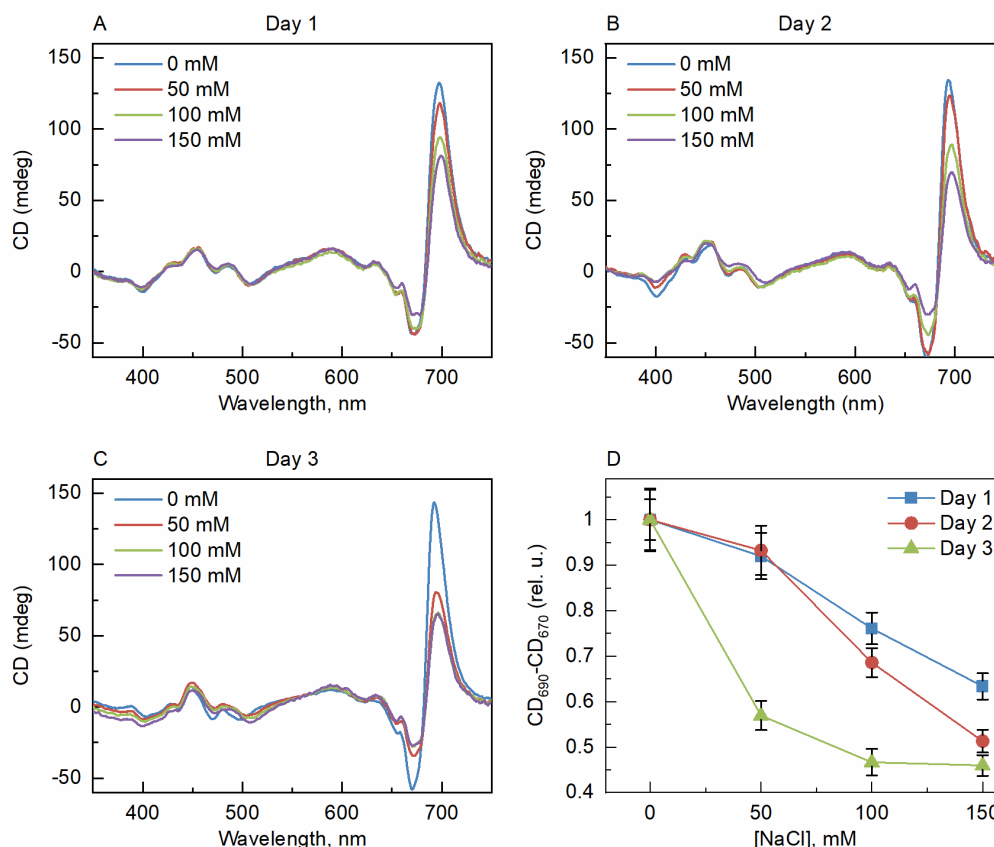 A Day 1
150
100
50
0
-50
CD (mdeg)
0 mM
50 mM
100 mM
150 mM
400 500 600 700
Wavelength, nm
B Day 2
150
100
50
0
-50
CD (mdeg)
0 mM
50 mM
100 mM
150 mM
400 500 600 700
Wavelength (nm)
C Day 3
150
100
50
0
-50
CD (mdeg)
0 mM
50 mM
100 mM
150 mM
400 500 600 700
Wavelength, nm
D
1
0.9
0.8
0.7
0.6
0.5
0.4
CD690-CD670 (rel. u.)
Day 1
Day 2
Day 3
0 50 100 150
[NaCl], mM